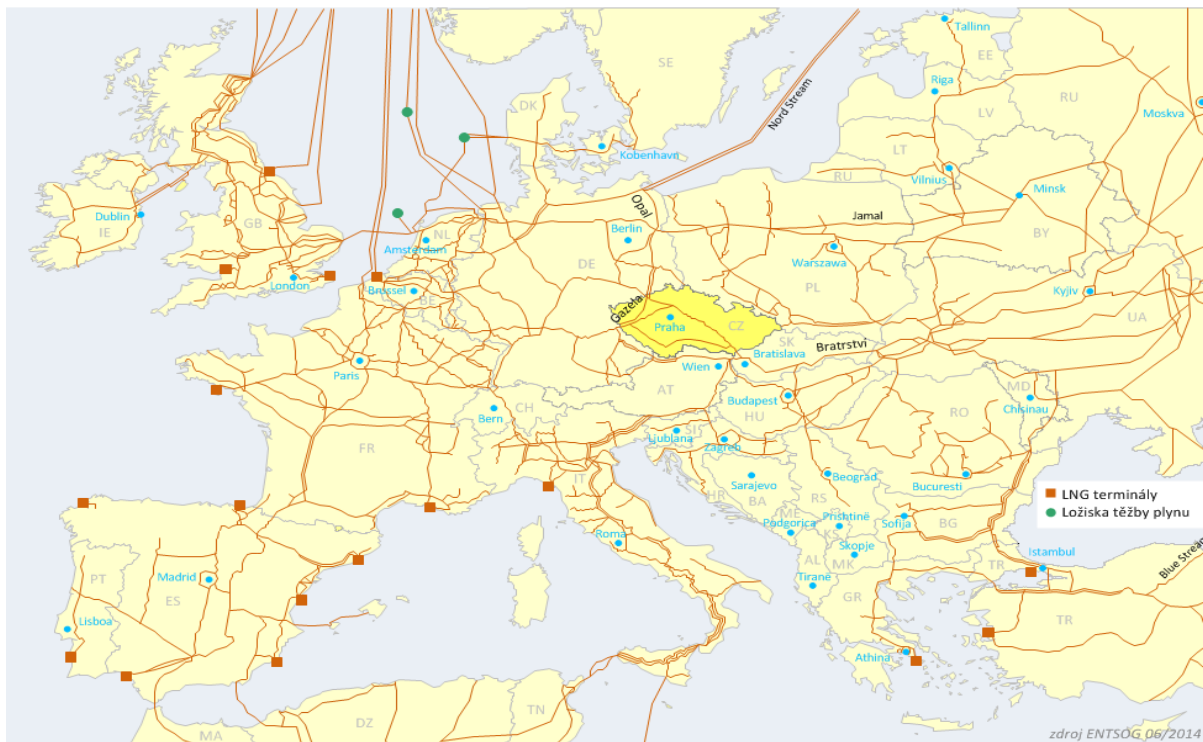 Tallinn
EE
SE
Riga
RU
Moskva
DK
Nord Stream
LV
Kobenhavn
LT
RU
Vilnius
Minsk
Dublin
IE
GB
Opal
Jamal
NL
Berlin
Amsterdam
BY
Warszawa
DE
PL
London
Brussel
BE
Kyjiv
Gazela
UA
Praha
CZ
SK
Bratrství
Bratislava
Paris
Wien
AT
MD
Budapest
Chisinau
HU
Bern
CH
RO
SI
Ljublana
Zagreb
FR
IT
Sarajevo
Beograd
Bucuresti
HR
BA
RS
LNG terminály
Ložiska těžby plynu
ME
Prishtinë
Podgorica
Sofija
BG
KS
Roma
Skopje
Istambul
PT
Madrid
AL
MK
TR
Blue Stream
Tiranë
ES
GR
TR
Lisboa
Athina
DZ
TN
MA
zdroj ENTSOG 06/2014